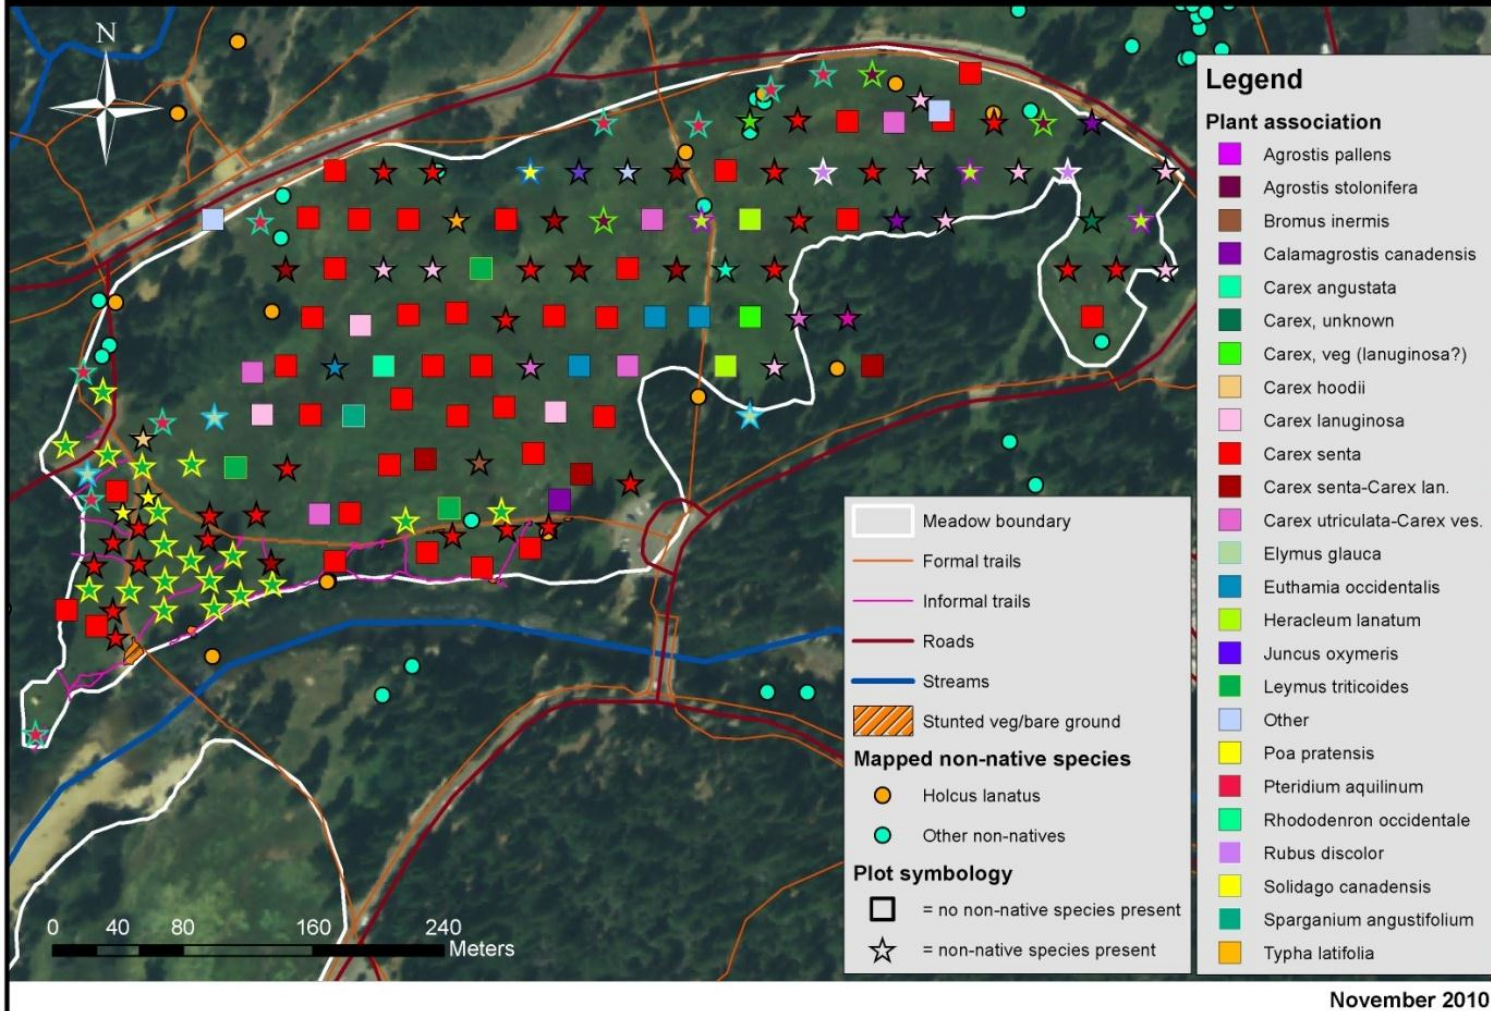 N
Legend
Plant association
Agrostis pallens
Agrostis stolonifera
Bromus inermis
Calamagrostis canadensis
Carex angustata
Carex, unknown
Carex, veg (lanuginosa?)
Carex hoodii
Carex lanuginosa
Carex senta
Carex senta-Carex lan.
Carex utriculata-Carex ves.
Elymus glauca
Euthamia occidentalis
Heracleum lanatum
Juncus oxymeris
Leymus triticoides
Other
Poa pratensis
Pteridium aquilinum
Rhododenron occidentale
Rubus discolor
Solidago canadensis
Sparganium angustifolium
Typha latifolia
Meadow boundary
Formal trails
Informal trails
Roads
Streams
Stunted veg/bare ground
Mapped non-native species
Holcus lanatus
Other non-natives
Plot symbology
= no non-native species present
= non-native species present
0 40 80 160 240
Meters
November 2010